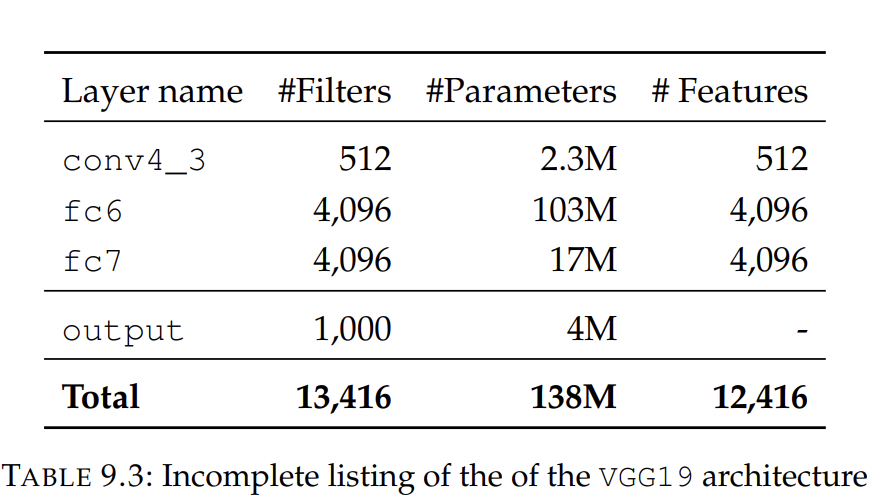 Layer name #Filters #Parameters # Features
conv4_3 512 2.3M 512
fc6 4,096 103M 4,096
fc7 4,096 17M 4,096
output 1,000 4M -
Total 13,416 138M 12,416
TABLE 9.3: Incomplete listing of the of the VGG19 architecture